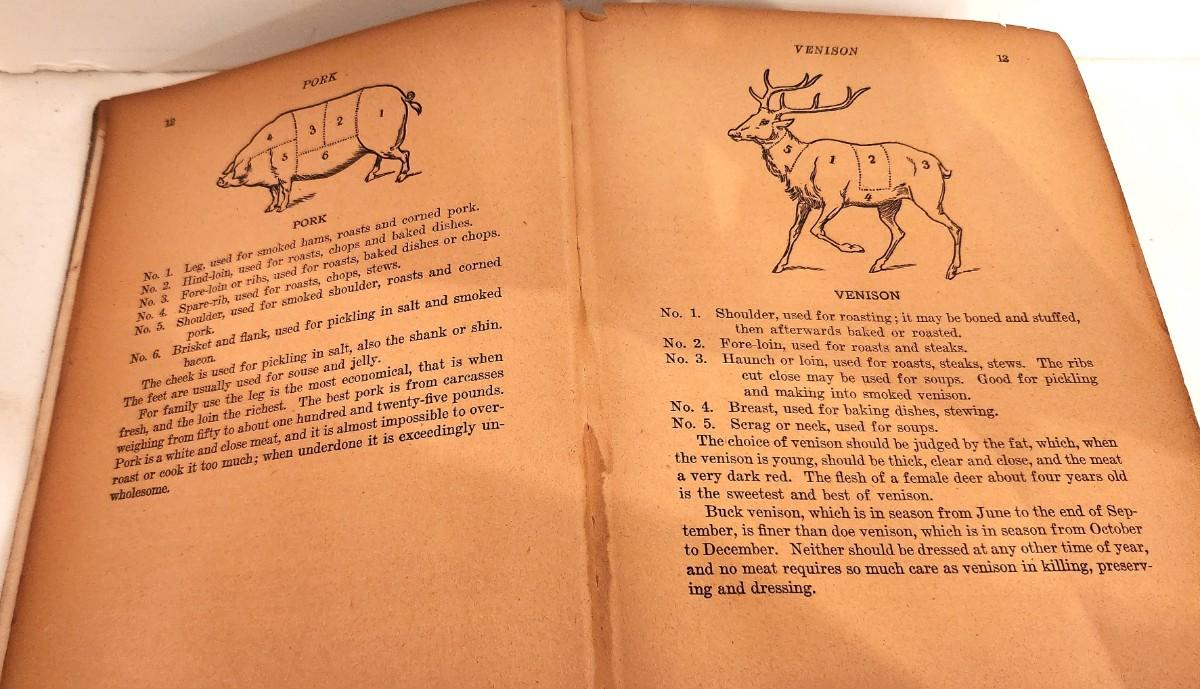 PORK
12
4
3
2
1
5
6
PORK
No. 1. Leg, used for smoked hams, roasts and corned pork.
No. 2. Hind-loin, used for roasts, chops and baked dishes.
No. 3. Fore-loin or ribs, used for roasts, baked dishes or chops.
No. 4. Spare-rib, used for roasts, chops, stews.
No. 5. Shoulder, used for smoked shoulder, roasts and corned
pork.
No. 6. Brisket and flank, used for pickling in salt and smoked
bacon.
The cheek is used for pickling in salt, also the shank or shin.
The feet are usually used for souse and jelly.
For family use the leg is the most economical, that is when
fresh, and the loin the richest. The best pork is from carcasses
weighing from fifty to about one hundred and twenty-five pounds.
Pork is a white and close meat, and it is almost impossible to over-
roast or cook it too much; when underdone it is exceedingly un-
wholesome.
VENISON
13
5
1
2
3
4
VENISON
No. 1. Shoulder, used for roasting; it may be boned and stuffed,
then afterwards baked or roasted.
No. 2. Fore-loin, used for roasts and steaks.
No. 3. Haunch or loin, used for roasts, steaks, stews. The ribs
cut close may be used for soups. Good for pickling
and making into smoked venison.
No. 4. Breast, used for baking dishes, stewing.
No. 5. Scrag or neck, used for soups.
The choice of venison should be judged by the fat, which, when
the venison is young, should be thick, clear and close, and the meat
a very dark red. The flesh of a female deer about four years old
is the sweetest and best of venison.
Buck venison, which is in season from June to the end of Sep-
tember, is finer than doe venison, which is in season from October
to December. Neither should be dressed at any other time of year,
and no meat requires so much care as venison in killing, preserv-
ing and dressing.